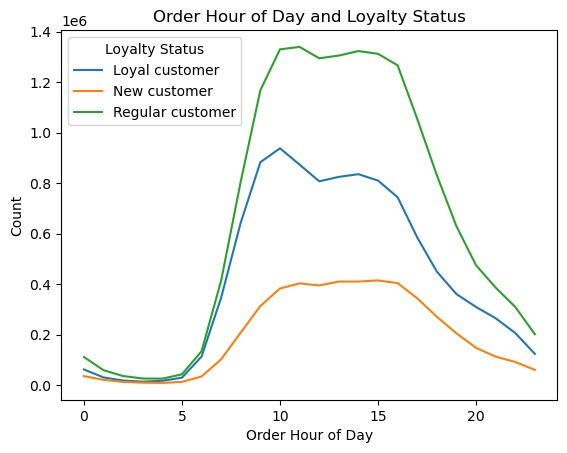 Order Hour of Day and Loyalty Status
1e6
Loyalty Status
Loyal customer
New customer
Regular customer
1.4
1.2
1.0
0.8
0.6
0.4
0.2
0.0
Count
0 5 10 15 20
Order Hour of Day